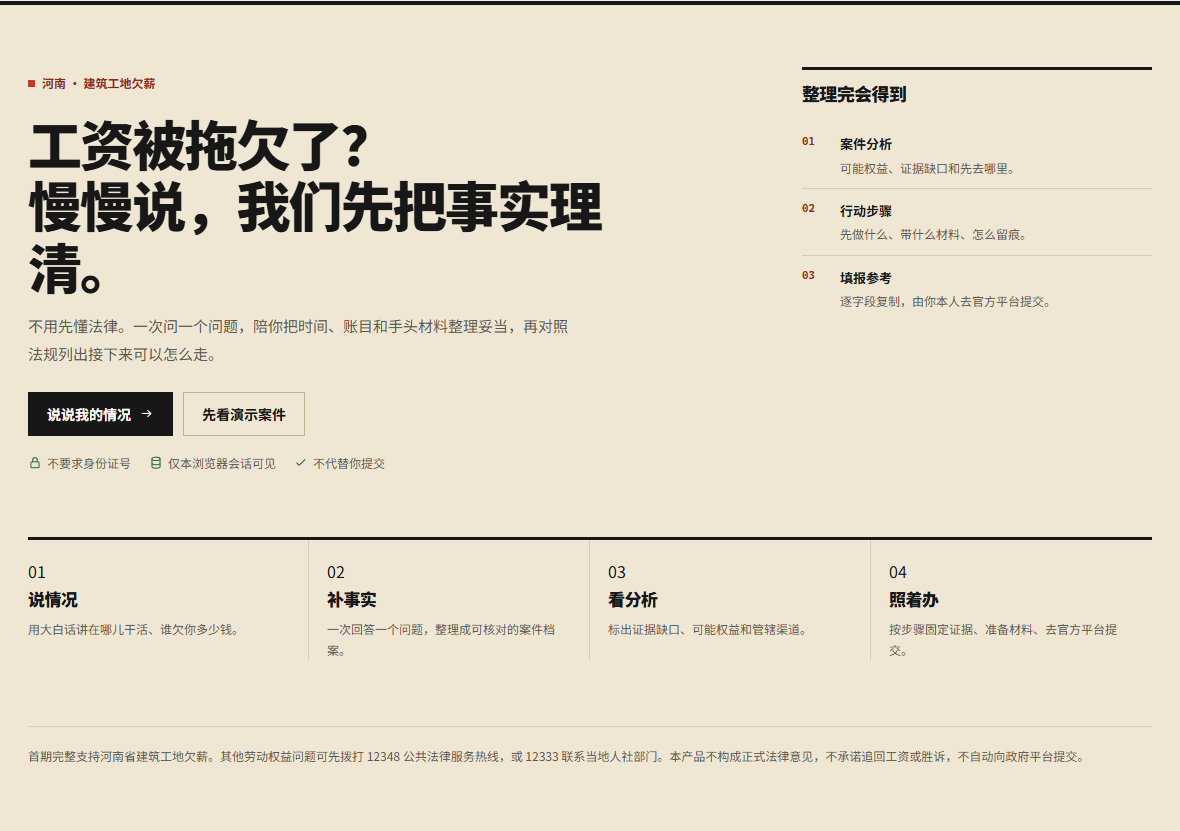 河南 · 建筑工地欠薪
工资被拖欠了？
慢慢说，我们先把事实理
清。
不用先懂法律。一次问一个问题，陪你把时间、账目和手头材料整理妥当，再对照
法规列出接下来可以怎么走。
说说我的情况 →
先看演示案件
不要求身份证号
仅本浏览器会话可见
不代替你提交
整理完会得到
01 案件分析
可能权益、证据缺口和先去哪里。
02 行动步骤
先做什么、带什么材料、怎么留痕。
03 填报参考
逐字段复制，由你本人去官方平台提交。
01
说情况
用大白话讲在哪儿干活、谁欠你多少钱。
02
补事实
一次回答一个问题，整理成可核对的案件档
案。
03
看分析
标出证据缺口、可能权益和管辖渠道。
04
照着办
按步骤固定证据、准备材料、去官方平台提
交。
首期完整支持河南省建筑工地欠薪。其他劳动权益问题可先拨打 12348 公共法律服务热线，或 12333 联系当地人社部门。本产品不构成正式法律意见，不承诺追回工资或胜诉，不自动向政府平台提交。